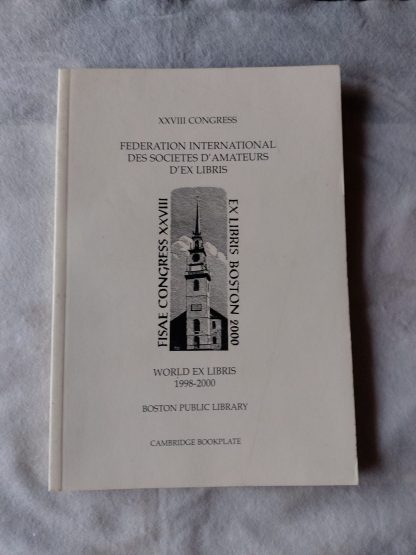 XXVIII CONGRESS
FEDERATION INTERNATIONAL
DES SOCIETES D'AMATEURS
D'EX LIBRIS
FISAE CONGRESS XXVIII
EX LIBRIS BOSTON 2000
WORLD EX LIBRIS
1998-2000
BOSTON PUBLIC LIBRARY
CAMBRIDGE BOOKPLATE